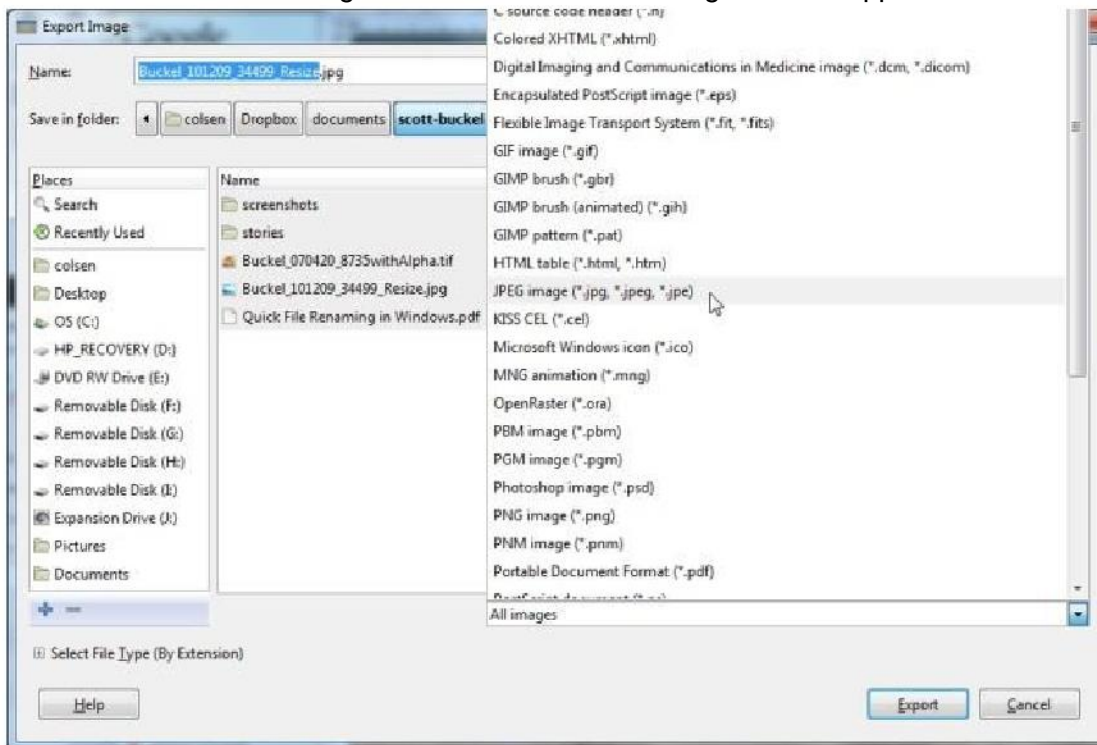 Export Image
Name:
Buckel_101209_34499_Resize.jpg
Save in folder:
colsen
Dropbox
documents
scott-buckel
Places
Search
Recently Used
colsen
Desktop
OS (C:)
HP_RECOVERY (D:)
DVD RW Drive (E:)
Removable Disk (F:)
Removable Disk (G:)
Removable Disk (H:)
Removable Disk (I:)
Expansion Drive (J:)
Pictures
Documents
Name
screenshots
stories
Buckel_070420_8735withAlpha.tif
Buckel_101209_34499_Resize.jpg
Quick File Renaming in Windows.pdf
C source code header (*.h)
Colored XHTML (*.xhtml)
Digital Imaging and Communications in Medicine image (*.dcm, *.dicom)
Encapsulated PostScript image (*.eps)
Flexible Image Transport System (*.fit, *.fits)
GIF image (*.gif)
GIMP brush (*.gbr)
GIMP brush (animated) (*.gih)
GIMP pattern (*.pat)
HTML table (*.html, *.htm)
JPEG image (*.jpg, *.jpeg, *.jpe)
KISS CEL (*.cel)
Microsoft Windows icon (*.ico)
MNG animation (*.mng)
OpenRaster (*.ora)
PBM image (*.pbm)
PGM image (*.pgm)
Photoshop image (*.psd)
PNG image (*.png)
PNM image (*.pnm)
Portable Document Format (*.pdf)
All images
Select File Type (By Extension)
Help
Export
Cancel